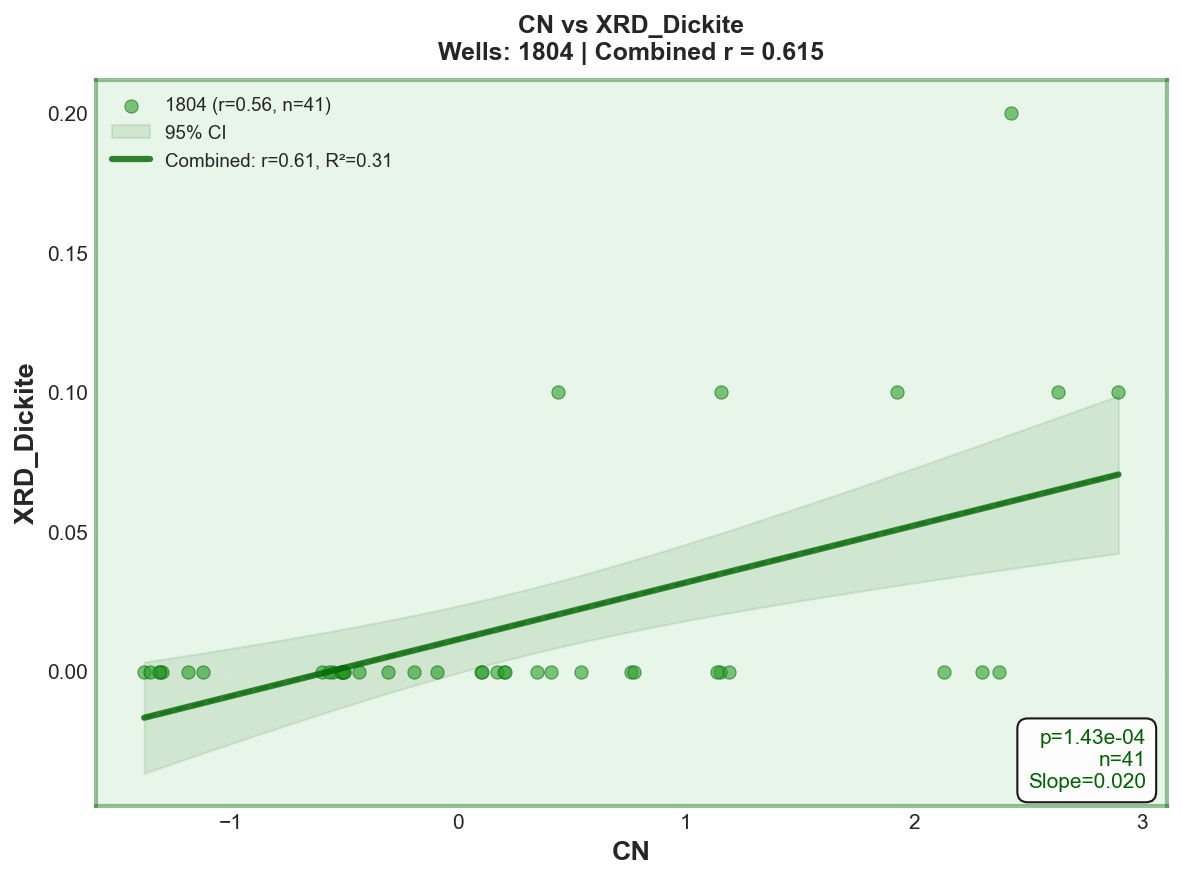 CN vs XRD_Dickite
Wells: 1804 | Combined r = 0.615
1804 (r=0.56, n=41)
95% CI
Combined: r=0.61, R²=0.31
XRD_Dickite
0.20
0.15
0.10
0.05
0.00
p=1.43e-04
n=41
Slope=0.020
−1
0
1
2
3
CN